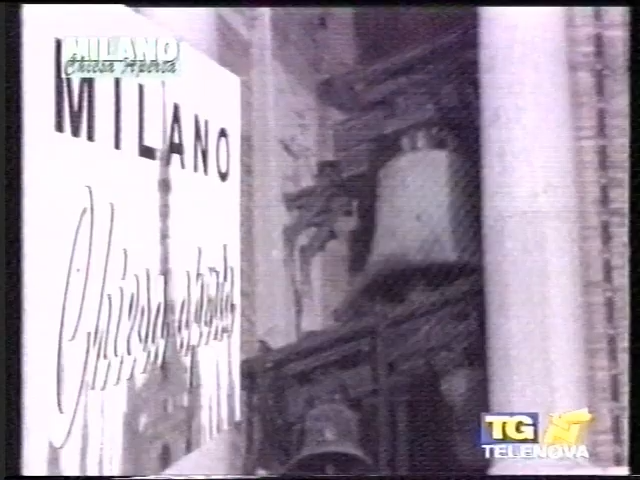 MILANO
Chiesa Aperta
MILANO
Chiesa aperta
TG
TELENOVA